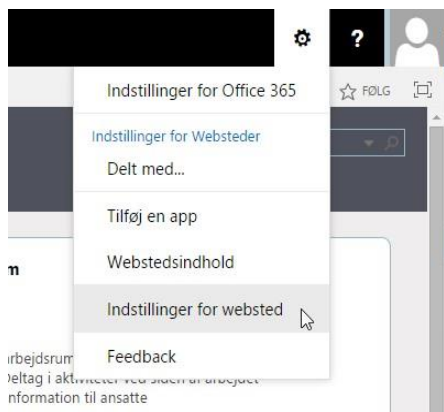 ?
Indstillinger for Office 365
FØLG
Indstillinger for Websteder
Delt med...
Tilføj en app
Webstedsindhold
m
Indstillinger for websted
Feedback
arbejdsrum
Deltag i aktiviteter ved siden af arbejdet
nformation til ansatte